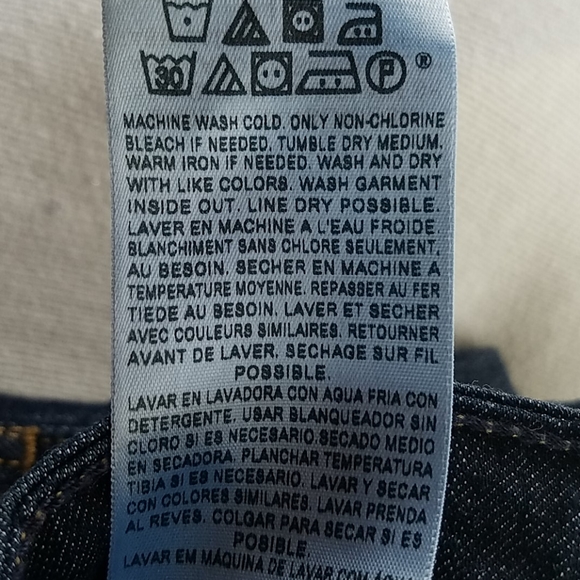 30 P ®
MACHINE WASH COLD. ONLY NON-CHLORINE
BLEACH IF NEEDED. TUMBLE DRY MEDIUM.
WARM IRON IF NEEDED. WASH AND DRY
WITH LIKE COLORS. WASH GARMENT
INSIDE OUT. LINE DRY POSSIBLE.
LAVER EN MACHINE A L'EAU FROIDE.
BLANCHIMENT SANS CHLORE SEULEMENT.
AU BESOIN. SECHER EN MACHINE A
TEMPERATURE MOYENNE. REPASSER AU FER
TIEDE AU BESOIN. LAVER ET SECHER
AVEC COULEURS SIMILAIRES. RETOURNER
AVANT DE LAVER. SECHAGE SUR FIL
POSSIBLE.
LAVAR EN LAVADORA CON AGUA FRIA CON
DETERGENTE. USAR BLANQUEADOR SIN
CLORO SI ES NECESARIO.SECADO MEDIO
EN SECADORA. PLANCHAR TEMPERATURA
TIBIA SI ES NECESARIO. LAVAR Y SECAR
CON COLORES SIMILARES. LAVAR PRENDA
AL REVES. COLGAR PARA SECAR SI ES
POSIBLE.
LAVAR EM MÁQUINA DE LAVAR COM